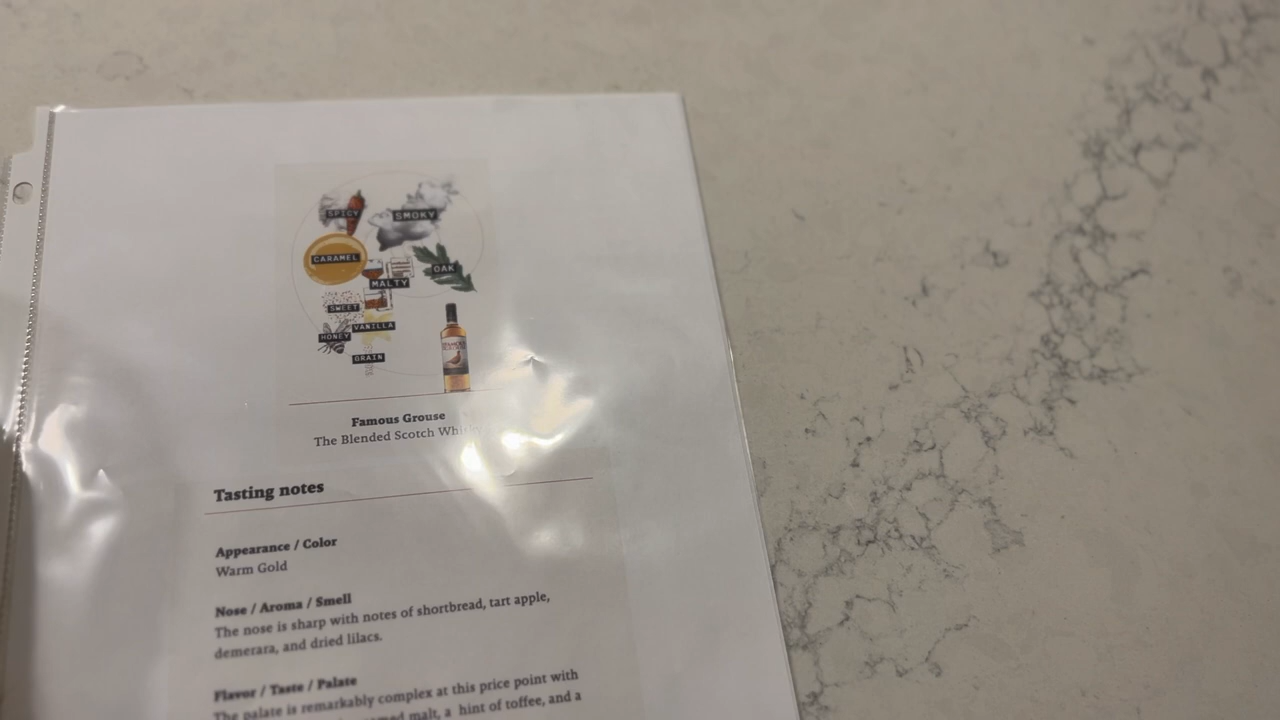 SPICY
SMOKY
CARAMEL
OAK
MALTY
SWEET
VANILLA
HONEY
GRAIN
Famous Grouse
The Blended Scotch Whisky
Tasting notes
Appearance / Color
Warm Gold
Nose / Aroma / Smell
The nose is sharp with notes of shortbread, tart apple,
demerara, and dried lilacs.
Flavor / Taste / Palate
The palate is remarkably complex at this price point with
malt, a hint of toffee, and a